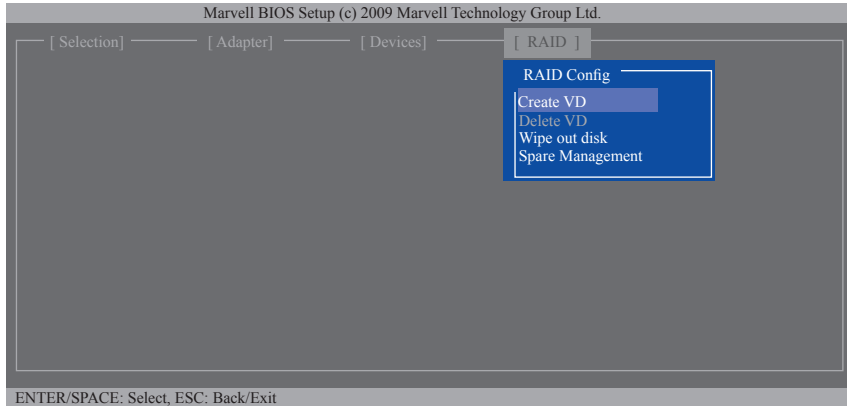 Marvell BIOS Setup (c) 2009 Marvell Technology Group Ltd.
[ Selection] [ Adapter] [ Devices] [ RAID ]
RAID Config
Create VD
Delete VD
Wipe out disk
Spare Management
ENTER/SPACE: Select, ESC: Back/Exit